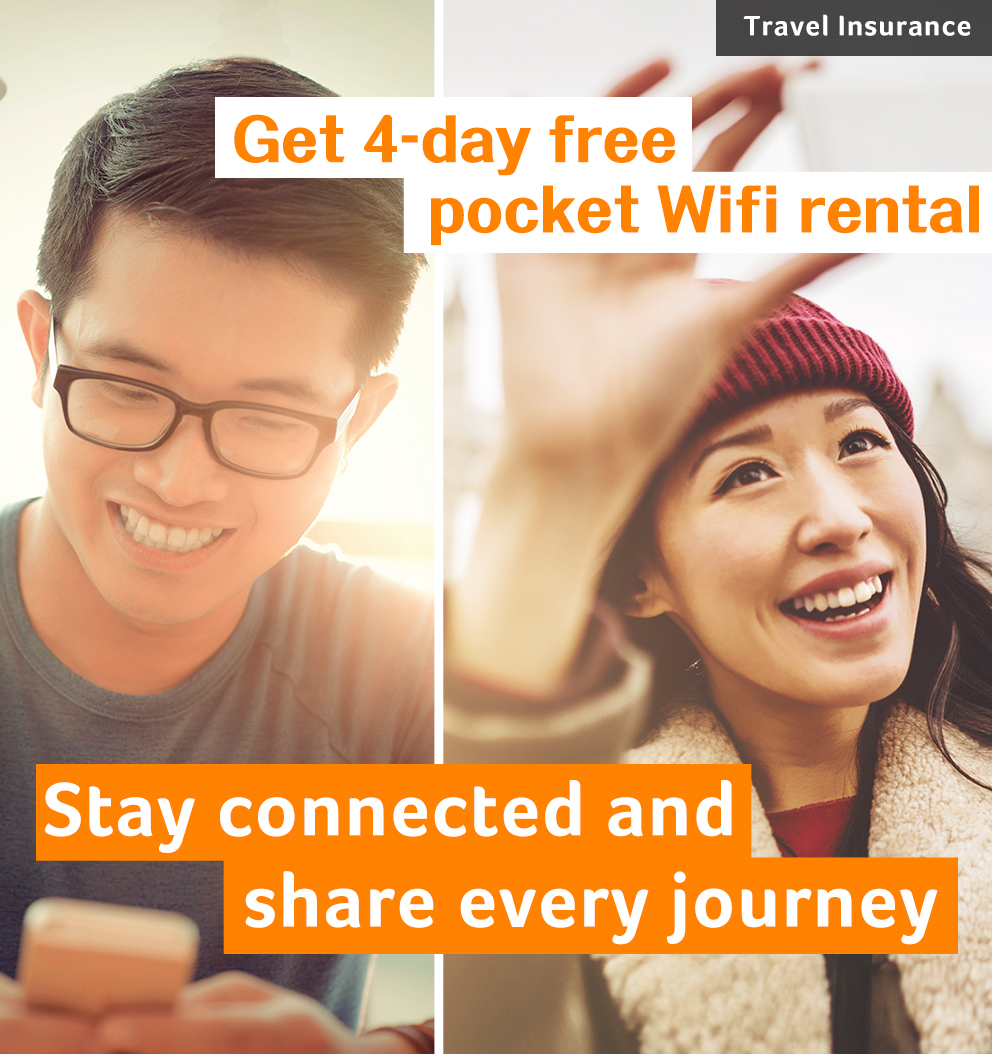 Travel Insurance
Get 4-day free
pocket Wifi rental
Stay connected and
share every journey